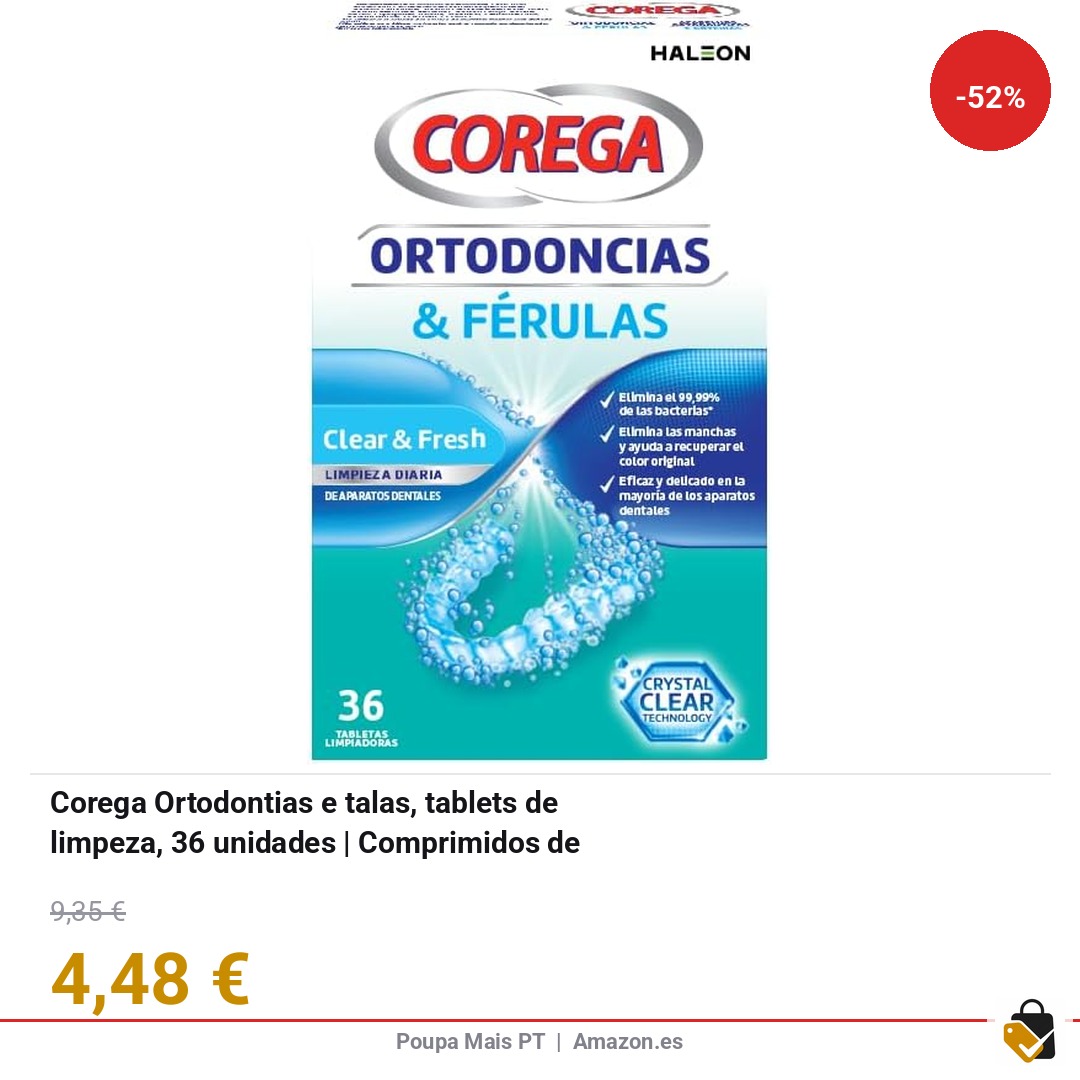 COREGA
HALEON
-52%
COREGA
ORTODONCIAS
& FÉRULAS
Clear & Fresh
LIMPIEZA DIARIA
DE APARATOS DENTALES
Elimina el 99,99%
de las bacterias*
Elimina las manchas
y ayuda a recuperar el
color original
Eficaz y delicado en la
mayoría de los aparatos
dentales
36
TABLETAS
LIMPIADORAS
CRYSTAL
CLEAR
TECHNOLOGY
Corega Ortodontias e talas, tablets de
limpeza, 36 unidades | Comprimidos de
9,35 €
4,48 €
Poupa Mais PT | Amazon.es